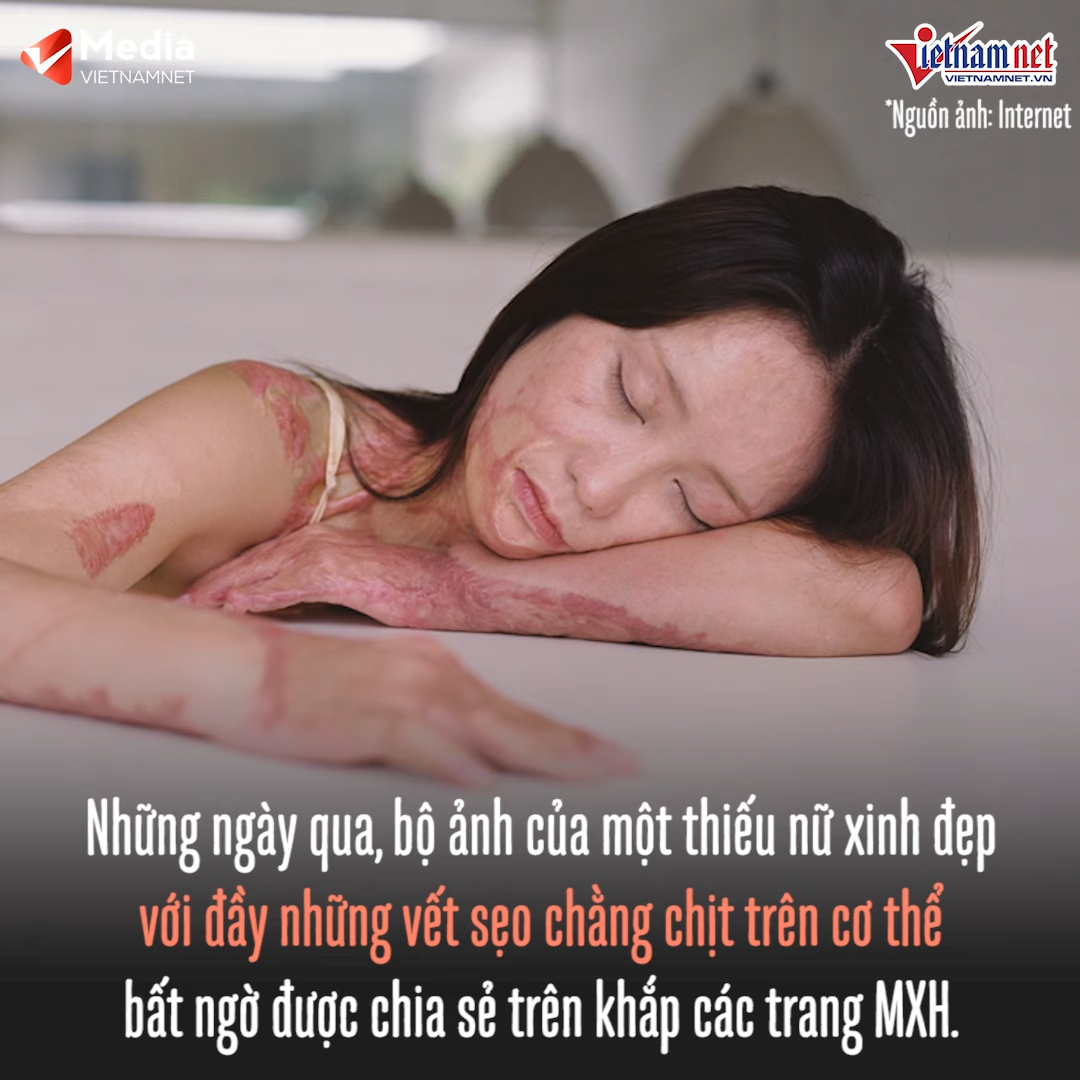 Media
VIETNAMNET
Vietnamnet
VIETNAMNET.VN
*Nguồn ảnh: Internet
Những ngày qua, bộ ảnh của một thiếu nữ xinh đẹp
với đầy những vết sẹo chằng chịt trên cơ thể
bất ngờ được chia sẻ trên khắp các trang MXH.